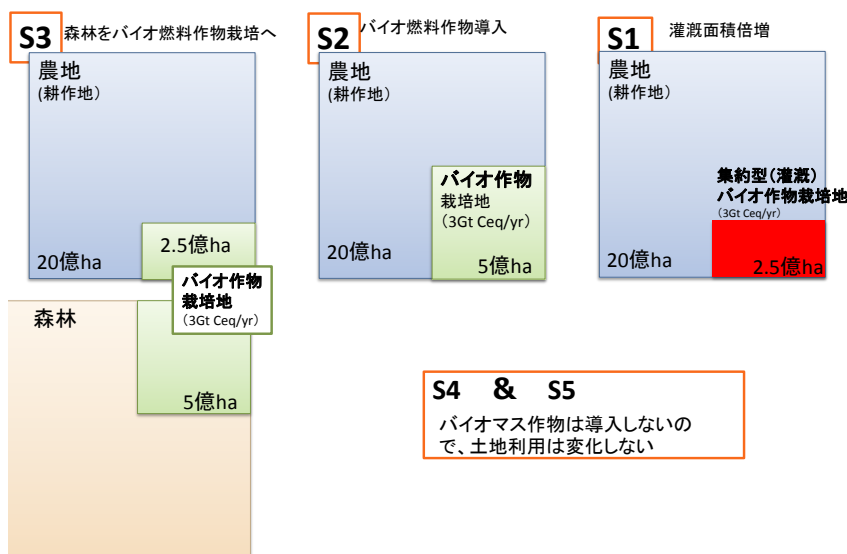 S3 森林をバイオ燃料作物栽培へ
農地
(耕作地)
20億ha
2.5億ha
バイオ作物
栽培地
(3Gt Ceq/yr)
森林
5億ha
S2 バイオ燃料作物導入
農地
(耕作地)
20億ha
バイオ作物
栽培地
(3Gt Ceq/yr)
5億ha
S1 灌漑面積倍増
農地
(耕作地)
20億ha
集約型(灌漑)
バイオ作物栽培地
(3Gt Ceq/yr)
2.5億ha
S4 & S5
バイオマス作物は導入しないの
で、土地利用は変化しない